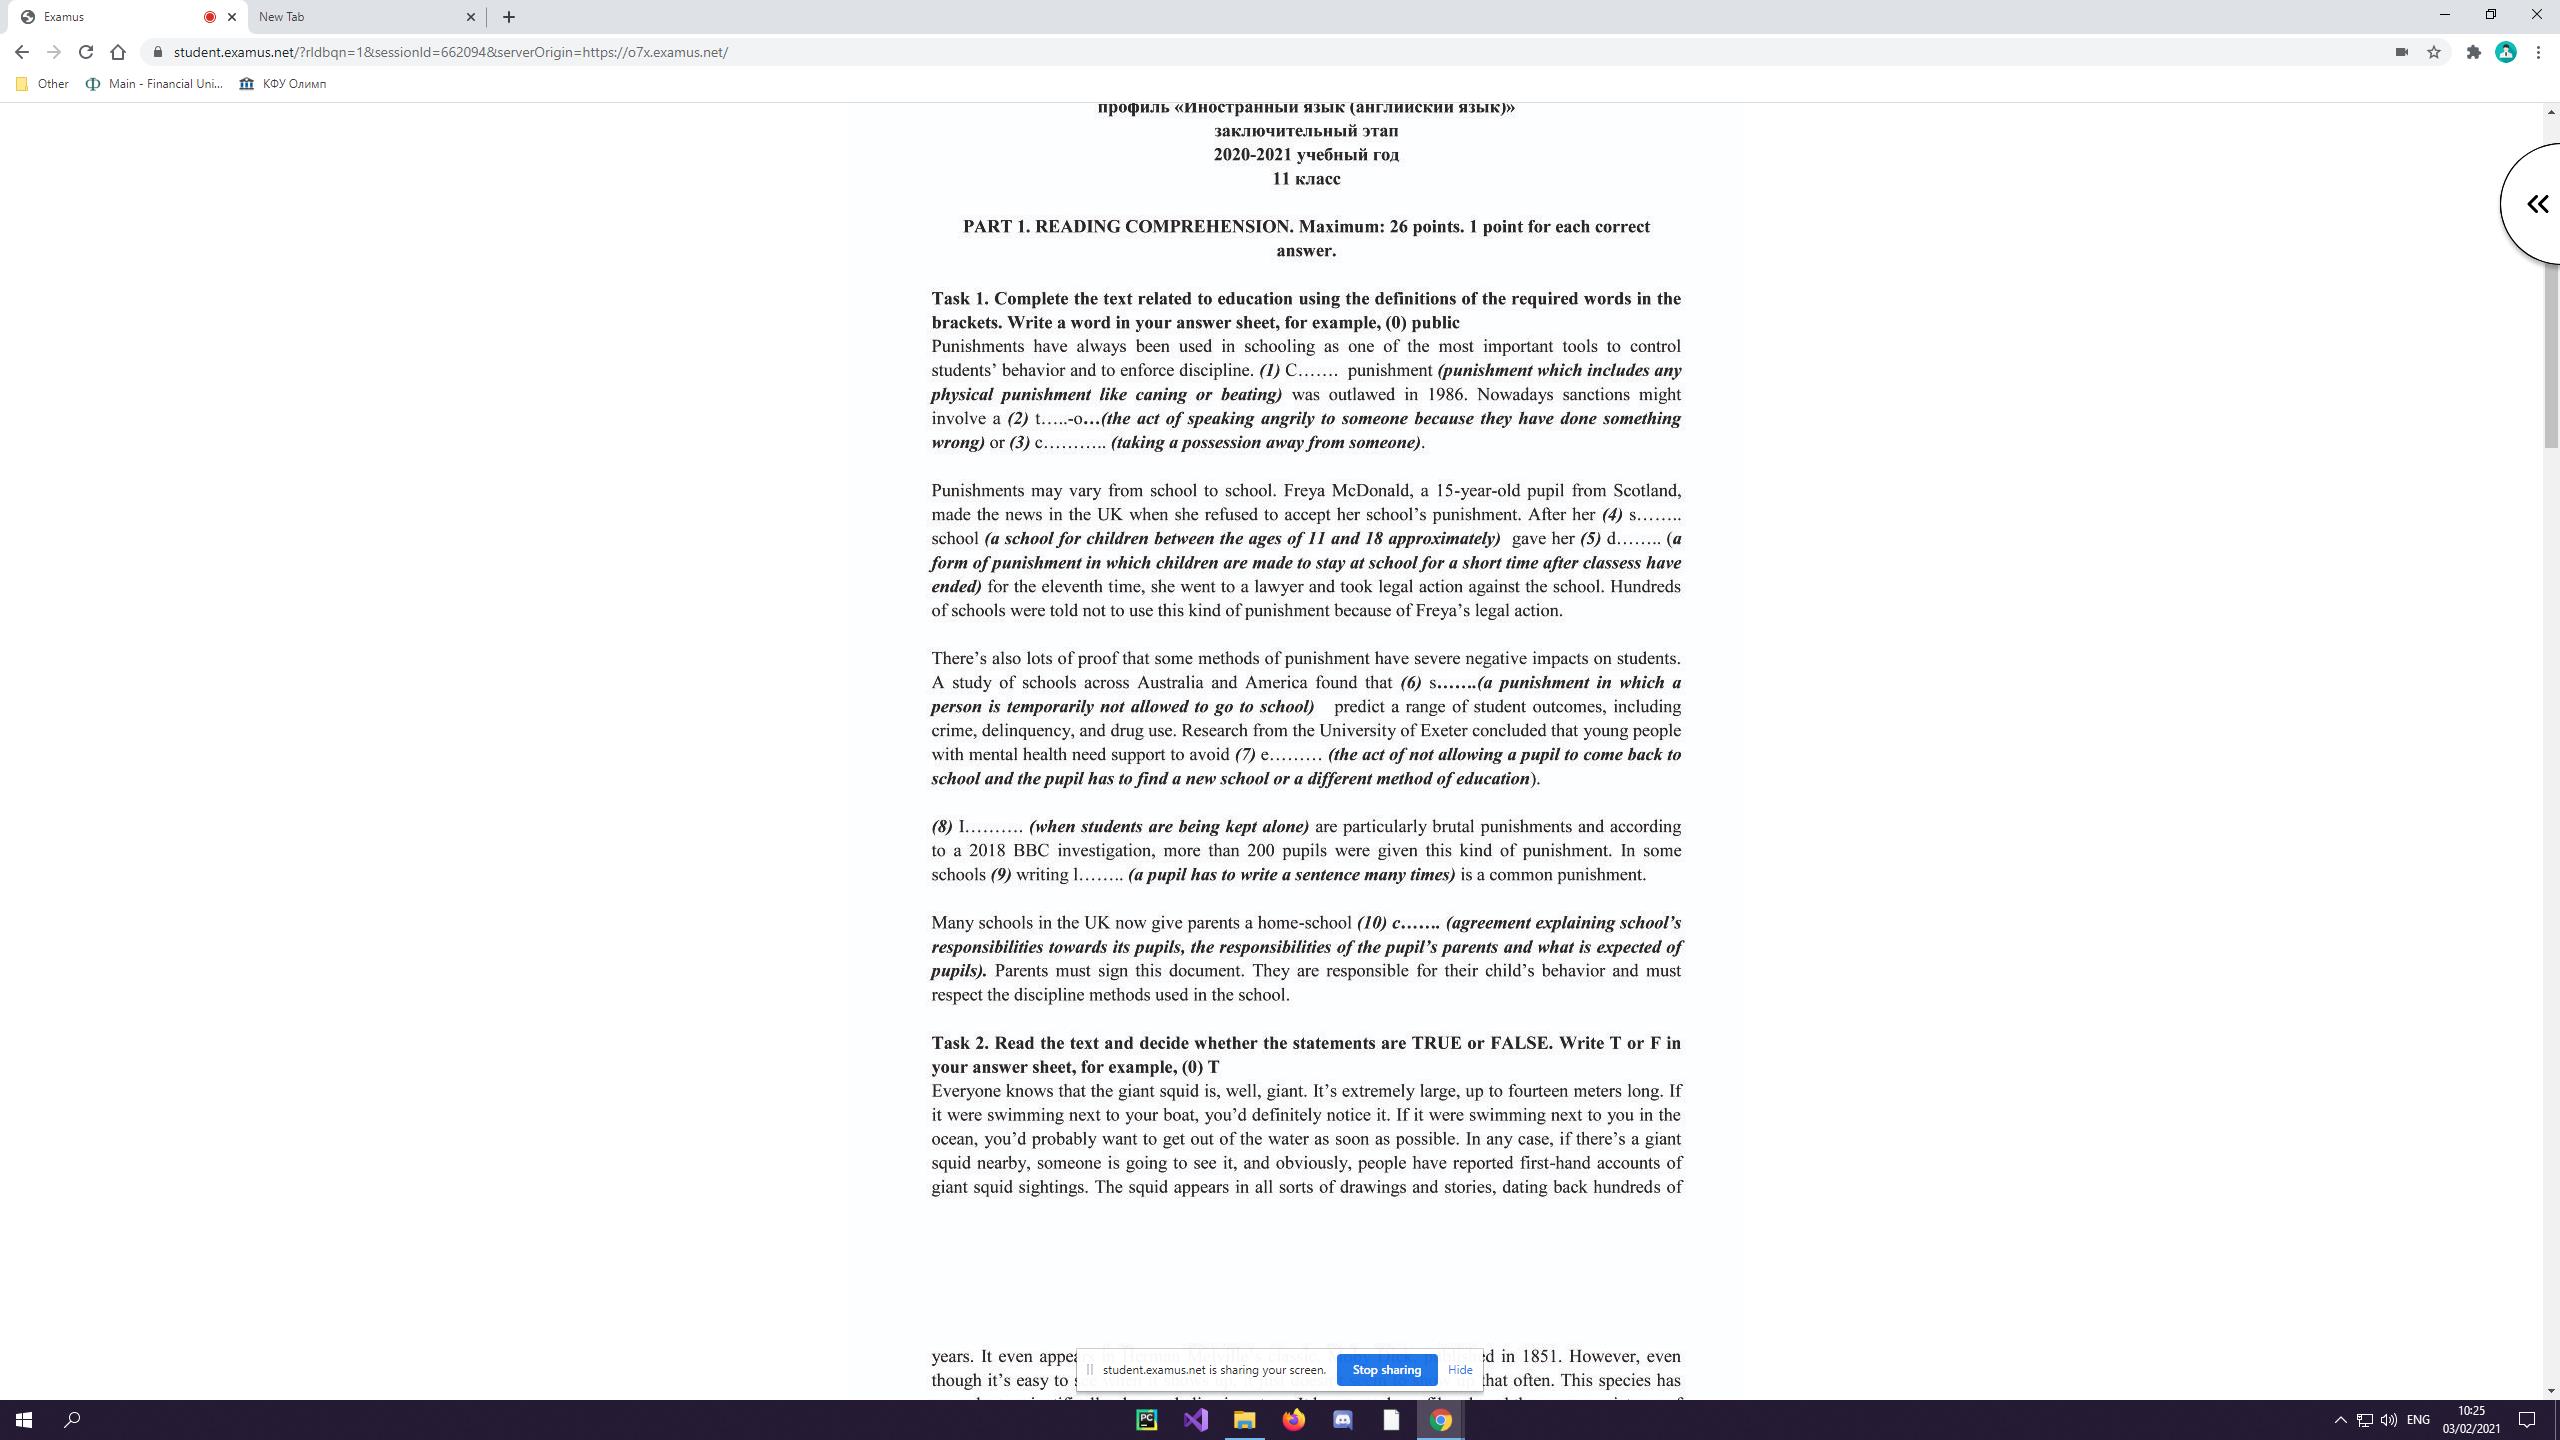 Examus
New Tab
student.examus.net/?rldbqn=1&sessionId=662094&serverOrigin=https://o7x.examus.net/
Other
Main - Financial Uni...
КФУ Олимп
профиль «Иностранный язык (английский язык)»
заключительный этап
2020-2021 учебный год
11 класс
PART 1. READING COMPREHENSION. Maximum: 26 points. 1 point for each correct
answer.
Task 1. Complete the text related to education using the definitions of the required words in the
brackets. Write a word in your answer sheet, for example, (0) public
Punishments have always been used in schooling as one of the most important tools to control
students’ behavior and to enforce discipline. (1) C……. punishment (punishment which includes any
physical punishment like caning or beating) was outlawed in 1986. Nowadays sanctions might
involve a (2) t…..-o…(the act of speaking angrily to someone because they have done something
wrong) or (3) c……….. (taking a possession away from someone).
Punishments may vary from school to school. Freya McDonald, a 15-year-old pupil from Scotland,
made the news in the UK when she refused to accept her school’s punishment. After her (4) s……..
school (a school for children between the ages of 11 and 18 approximately) gave her (5) d…….. (a
form of punishment in which children are made to stay at school for a short time after classess have
ended) for the eleventh time, she went to a lawyer and took legal action against the school. Hundreds
of schools were told not to use this kind of punishment because of Freya’s legal action.
There’s also lots of proof that some methods of punishment have severe negative impacts on students.
A study of schools across Australia and America found that (6) s…….(a punishment in which a
person is temporarily not allowed to go to school) predict a range of student outcomes, including
crime, delinquency, and drug use. Research from the University of Exeter concluded that young people
with mental health need support to avoid (7) e……… (the act of not allowing a pupil to come back to
school and the pupil has to find a new school or a different method of education).
(8) I………. (when students are being kept alone) are particularly brutal punishments and according
to a 2018 BBC investigation, more than 200 pupils were given this kind of punishment. In some
schools (9) writing l…….. (a pupil has to write a sentence many times) is a common punishment.
Many schools in the UK now give parents a home-school (10) c……. (agreement explaining school’s
responsibilities towards its pupils, the responsibilities of the pupil’s parents and what is expected of
pupils). Parents must sign this document. They are responsible for their child’s behavior and must
respect the discipline methods used in the school.
Task 2. Read the text and decide whether the statements are TRUE or FALSE. Write T or F in
your answer sheet, for example, (0) T
Everyone knows that the giant squid is, well, giant. It’s extremely large, up to fourteen meters long. If
it were swimming next to your boat, you’d definitely notice it. If it were swimming next to you in the
ocean, you’d probably want to get out of the water as soon as possible. In any case, if there’s a giant
squid nearby, someone is going to see it, and obviously, people have reported first-hand accounts of
giant squid sightings. The squid appears in all sorts of drawings and stories, dating back hundreds of
years. It even appea ed in 1851. However, even
though it’s easy to s that often. This species has
student.examus.net is sharing your screen.
Stop sharing
Hide
PC
ENG
10:25
03/02/2021